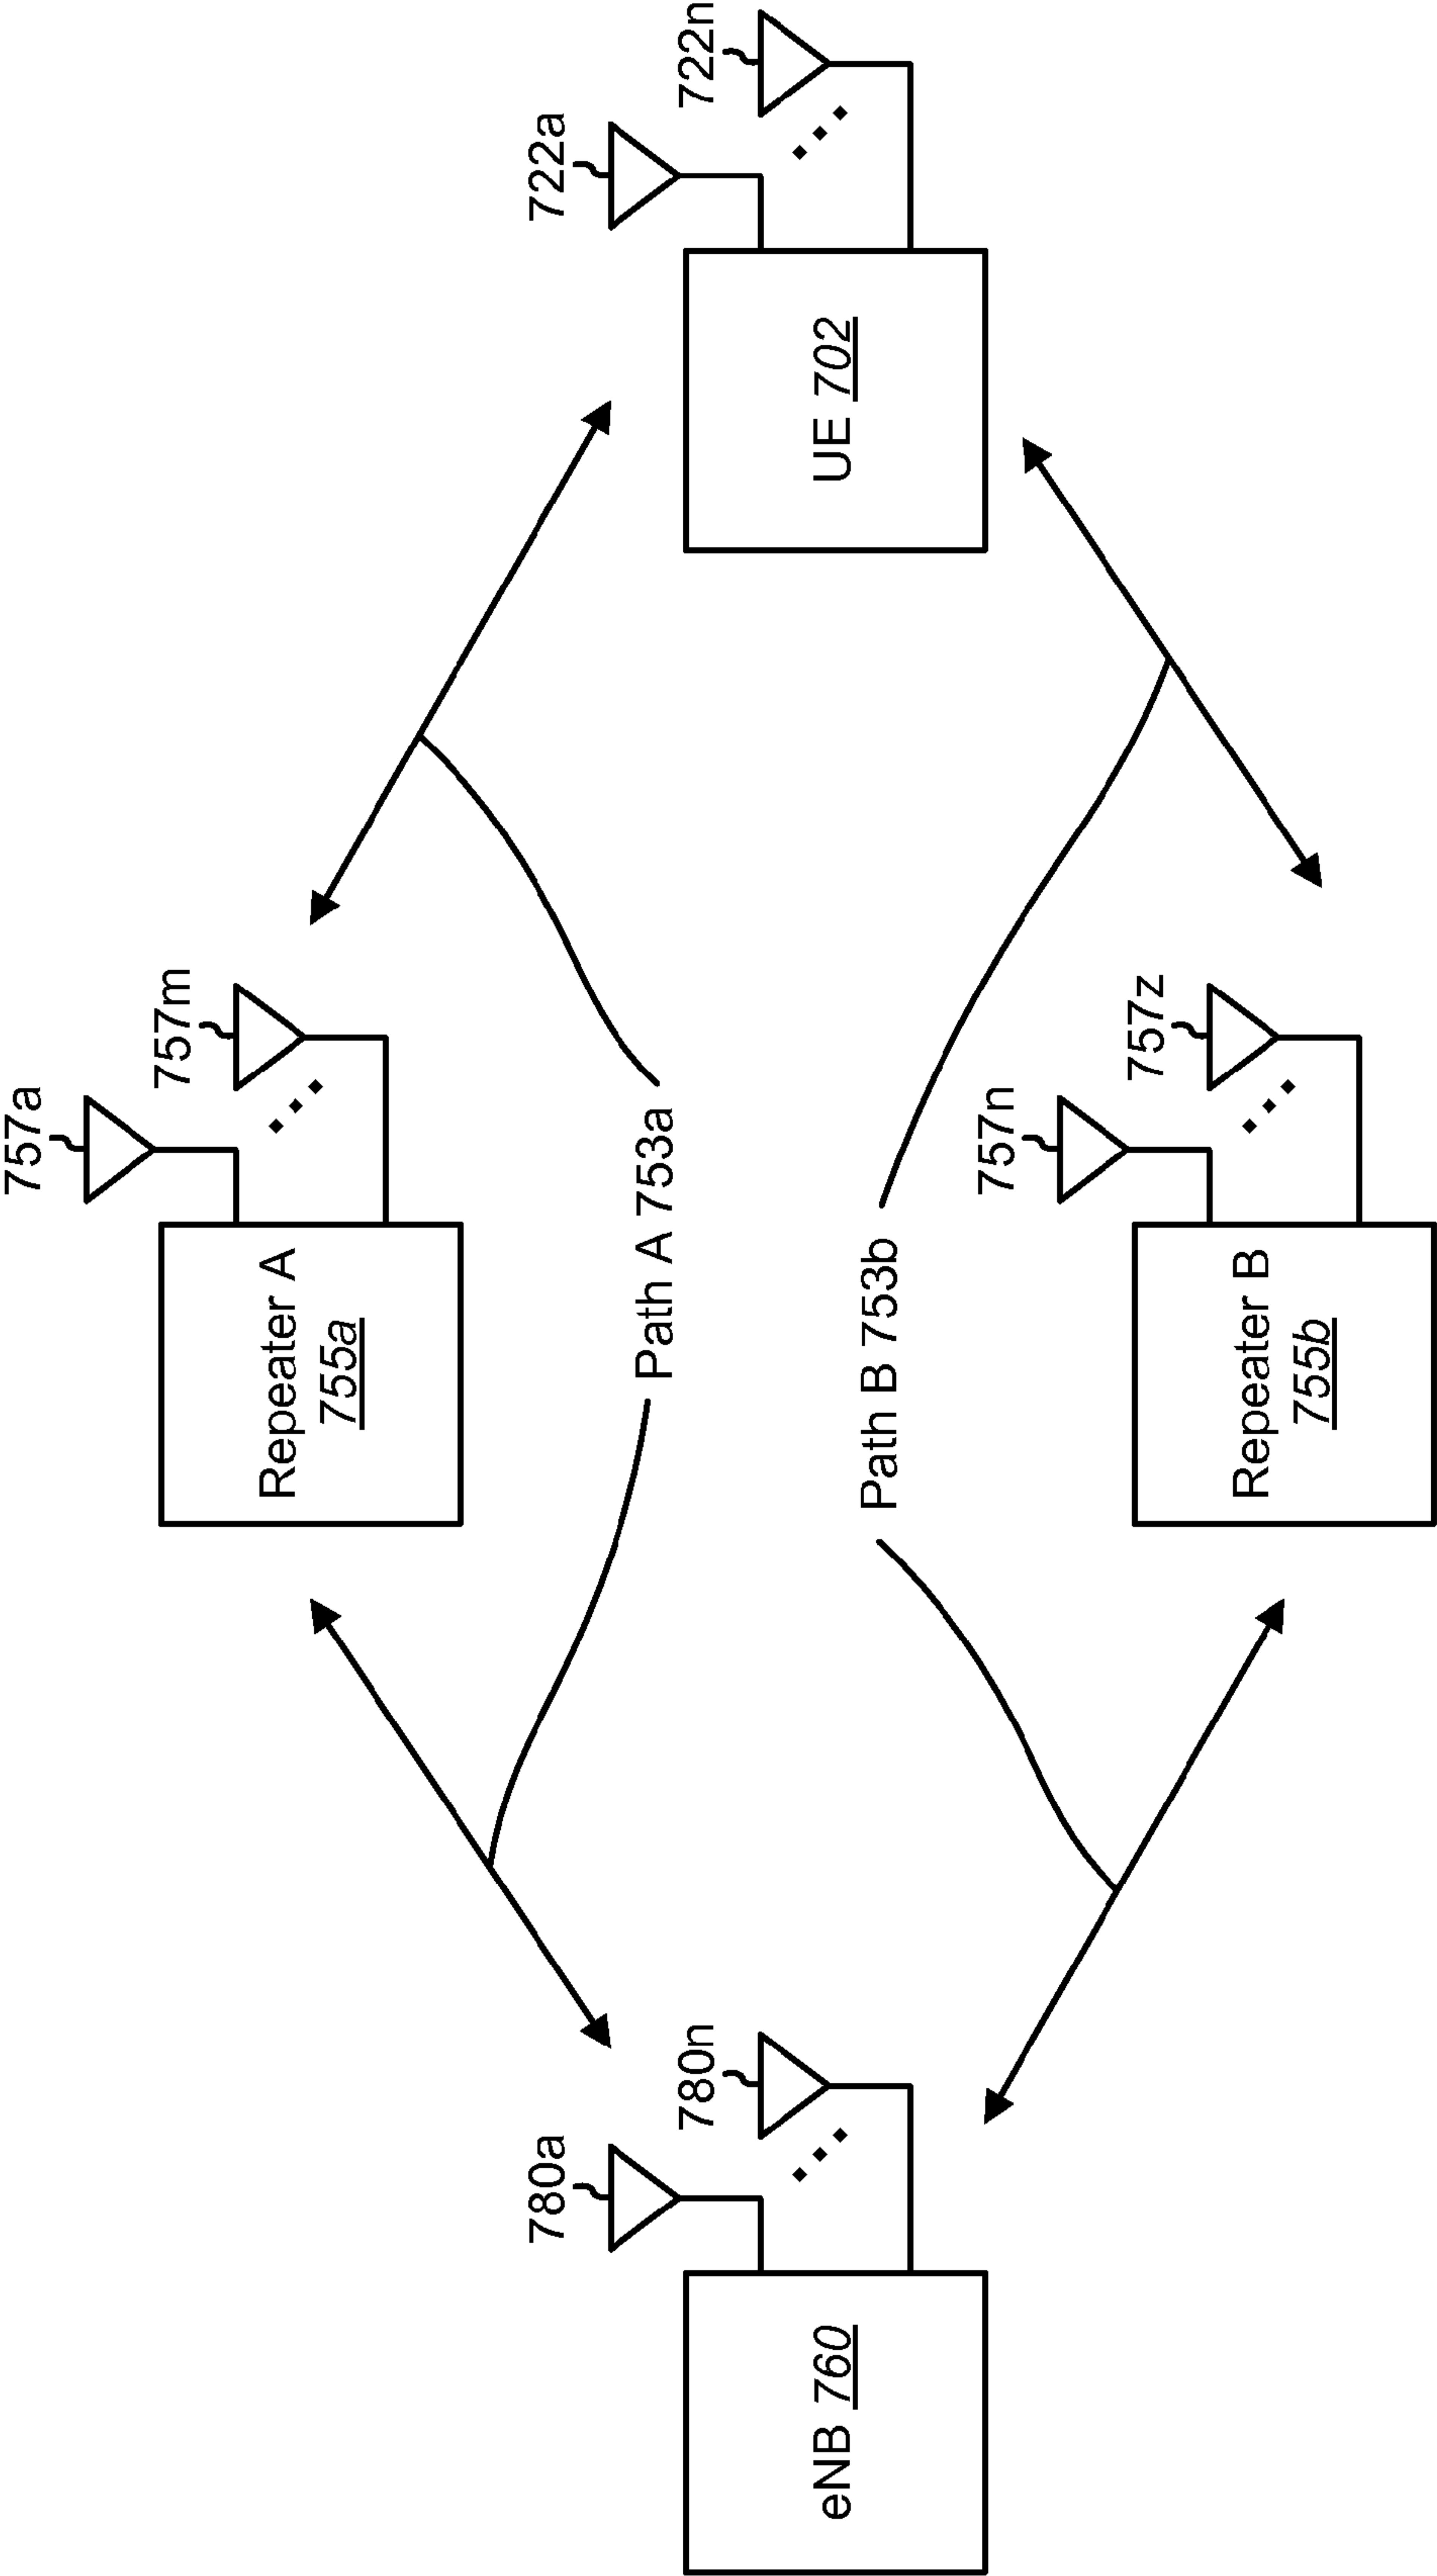 757a
757m
Repeater A
755a
780a
780n
eNB 760
Path A 753a
722a
722n
UE 702
Path B 753b
757n
757z
Repeater B
755b